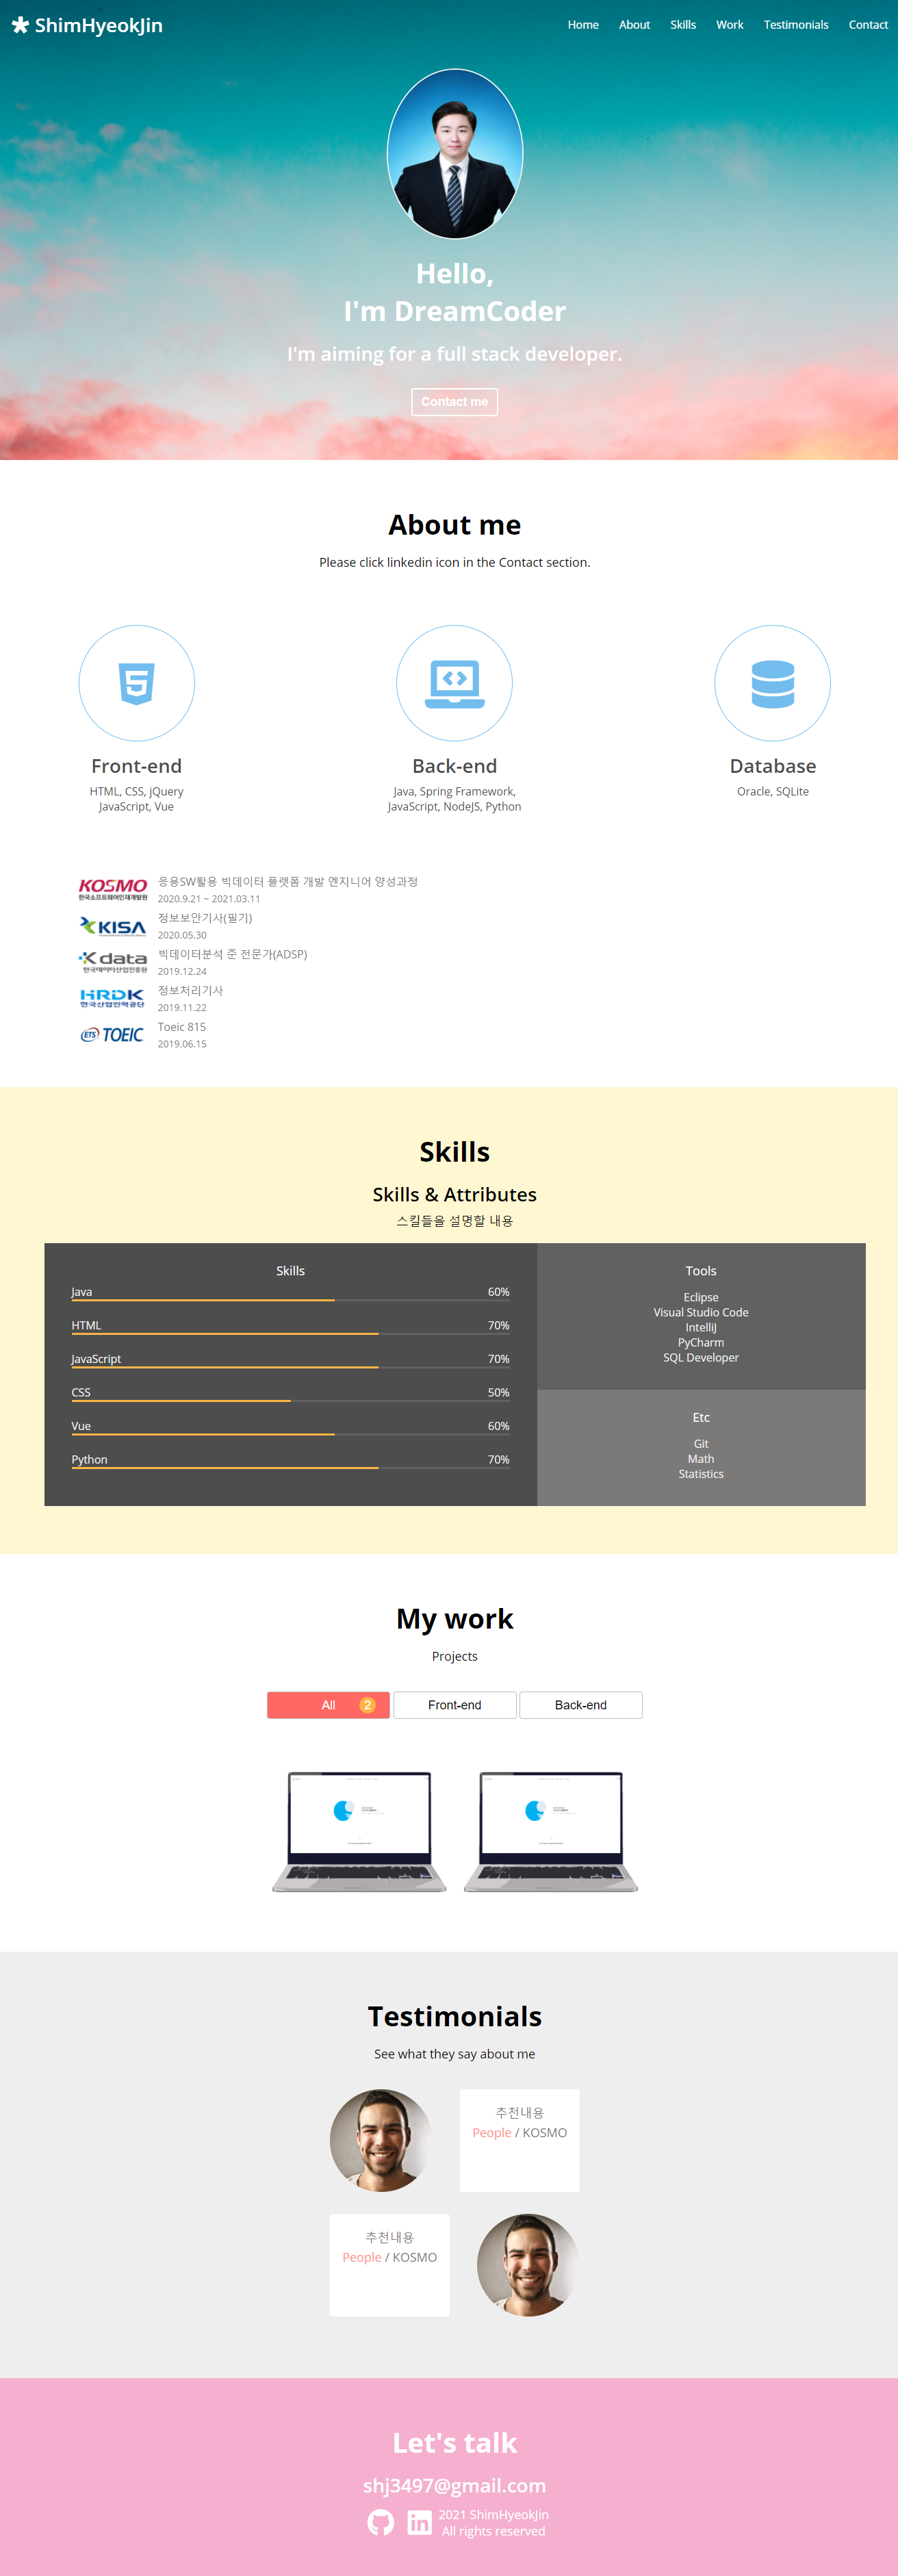 ShimHyeokJin
Home About Skills Work Testimonials Contact
Hello,
I'm DreamCoder
I'm aiming for a full stack developer.
Contact me
About me
Please click linkedin icon in the Contact section.
Front-end
HTML, CSS, jQuery
JavaScript, Vue
Back-end
Java, Spring Framework,
JavaScript, NodeJS, Python
Database
Oracle, SQLite
KOSMO
한국소프트웨어인재개발원
응용SW활용 빅데이터 플랫폼 개발 엔지니어 양성과정
2020.9.21 ~ 2021.03.11
KISA
정보보안기사(필기)
2020.05.30
K data
한국데이터산업진흥원
빅데이터분석 준 전문가(ADSP)
2019.12.24
HRDK
한국산업인력공단
정보처리기사
2019.11.22
ETS TOEIC
Toeic 815
2019.06.15
Skills
Skills & Attributes
스킬들을 설명할 내용
Skills
Java 60%
HTML 70%
JavaScript 70%
CSS 50%
Vue 60%
Python 70%
Tools
Eclipse
Visual Studio Code
IntelliJ
PyCharm
SQL Developer
Etc
Git
Math
Statistics
My work
Projects
All 2 Front-end Back-end
Testimonials
See what they say about me
추천내용
People / KOSMO
추천내용
People / KOSMO
Let's talk
shj3497@gmail.com
2021 ShimHyeokJin
All rights reserved